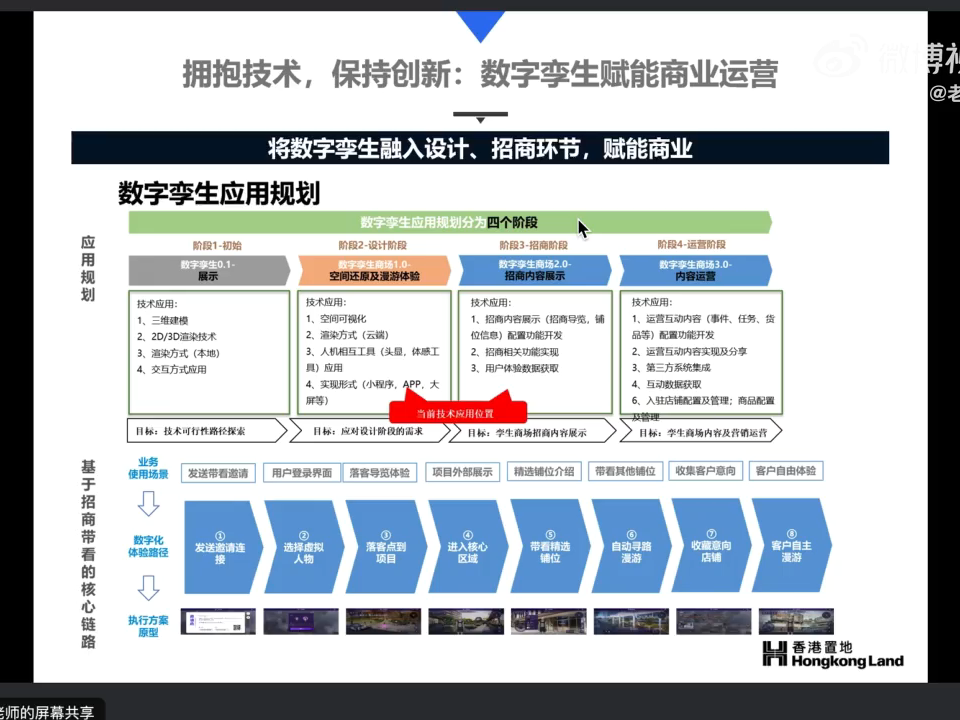 微博视
@老
拥抱技术，保持创新：数字孪生赋能商业运营
将数字孪生融入设计、招商环节，赋能商业
数字孪生应用规划
应用规划
数字孪生应用规划分为四个阶段
阶段1-初始
数字孪生0.1-
展示
技术应用：
1、三维建模
2、2D/3D渲染技术
3、渲染方式（本地）
4、交互方式应用
目标：技术可行性路径探索
阶段2-设计阶段
数字孪生商场1.0-
空间还原及漫游体验
技术应用：
1、空间可视化
2、渲染方式（云端）
3、人机相互工具（头显，体感工
具）应用
4、实现形式（小程序，APP，大
屏等）
目标：应对设计阶段的需求
阶段3-招商阶段
数字孪生商场2.0-
招商内容展示
技术应用：
1、招商内容展示（招商导览，铺
位信息）配置功能开发
2、招商相关功能实现
3、用户体验数据获取
当前技术应用位置
目标：孪生商场招商内容展示
阶段4-运营阶段
数字孪生商场3.0-
内容运营
技术应用：
1、运营互动内容（事件、任务、货
品等）配置功能开发
2、运营互动内容实现及分享
3、第三方系统集成
4、互动数据获取
6、入驻店铺配置及管理；商品配置
及管理
目标：孪生商场内容及营销运营
基于招商带看的核心链路
业务
使用场景
发送带看邀请
用户登录界面
落客导览体验
项目外部展示
精选铺位介绍
带看其他铺位
收集客户意向
客户自由体验
数字化
体验路径
①
发送邀请连
接
②
选择虚拟
人物
③
落客点到
项目
④
进入核心
区域
⑤
带看精选
铺位
⑥
自动寻路
漫游
⑦
收藏意向
店铺
⑧
客户自主
漫游
执行方案
原型
香港置地
Hongkong Land
老师的屏幕共享